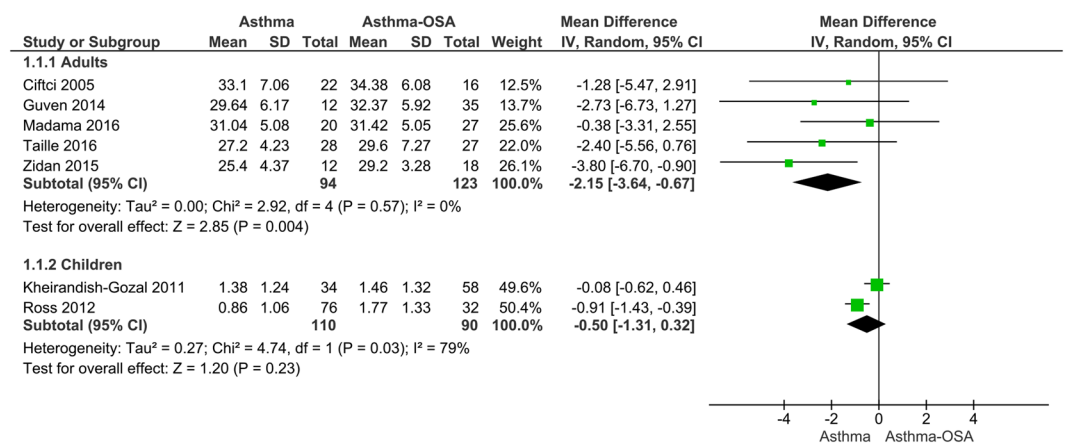 Asthma Asthma-OSA Mean Difference Mean Difference
Study or Subgroup Mean SD Total Mean SD Total Weight IV, Random, 95% CI IV, Random, 95% CI
1.1.1 Adults
Ciftci 2005 33.1 7.06 22 34.38 6.08 16 12.5% -1.28 [-5.47, 2.91]
Guven 2014 29.64 6.17 12 32.37 5.92 35 13.7% -2.73 [-6.73, 1.27]
Madama 2016 31.04 5.08 20 31.42 5.05 27 25.6% -0.38 [-3.31, 2.55]
Taille 2016 27.2 4.23 28 29.6 7.27 27 22.0% -2.40 [-5.56, 0.76]
Zidan 2015 25.4 4.37 12 29.2 3.28 18 26.1% -3.80 [-6.70, -0.90]
Subtotal (95% CI) 94 123 100.0% -2.15 [-3.64, -0.67]
Heterogeneity: Tau² = 0.00; Chi² = 2.92, df = 4 (P = 0.57); I² = 0%
Test for overall effect: Z = 2.85 (P = 0.004)
1.1.2 Children
Kheirandish-Gozal 2011 1.38 1.24 34 1.46 1.32 58 49.6% -0.08 [-0.62, 0.46]
Ross 2012 0.86 1.06 76 1.77 1.33 32 50.4% -0.91 [-1.43, -0.39]
Subtotal (95% CI) 110 90 100.0% -0.50 [-1.31, 0.32]
Heterogeneity: Tau² = 0.27; Chi² = 4.74, df = 1 (P = 0.03); I² = 79%
Test for overall effect: Z = 1.20 (P = 0.23)
-4 -2 0 2 4
Asthma Asthma-OSA